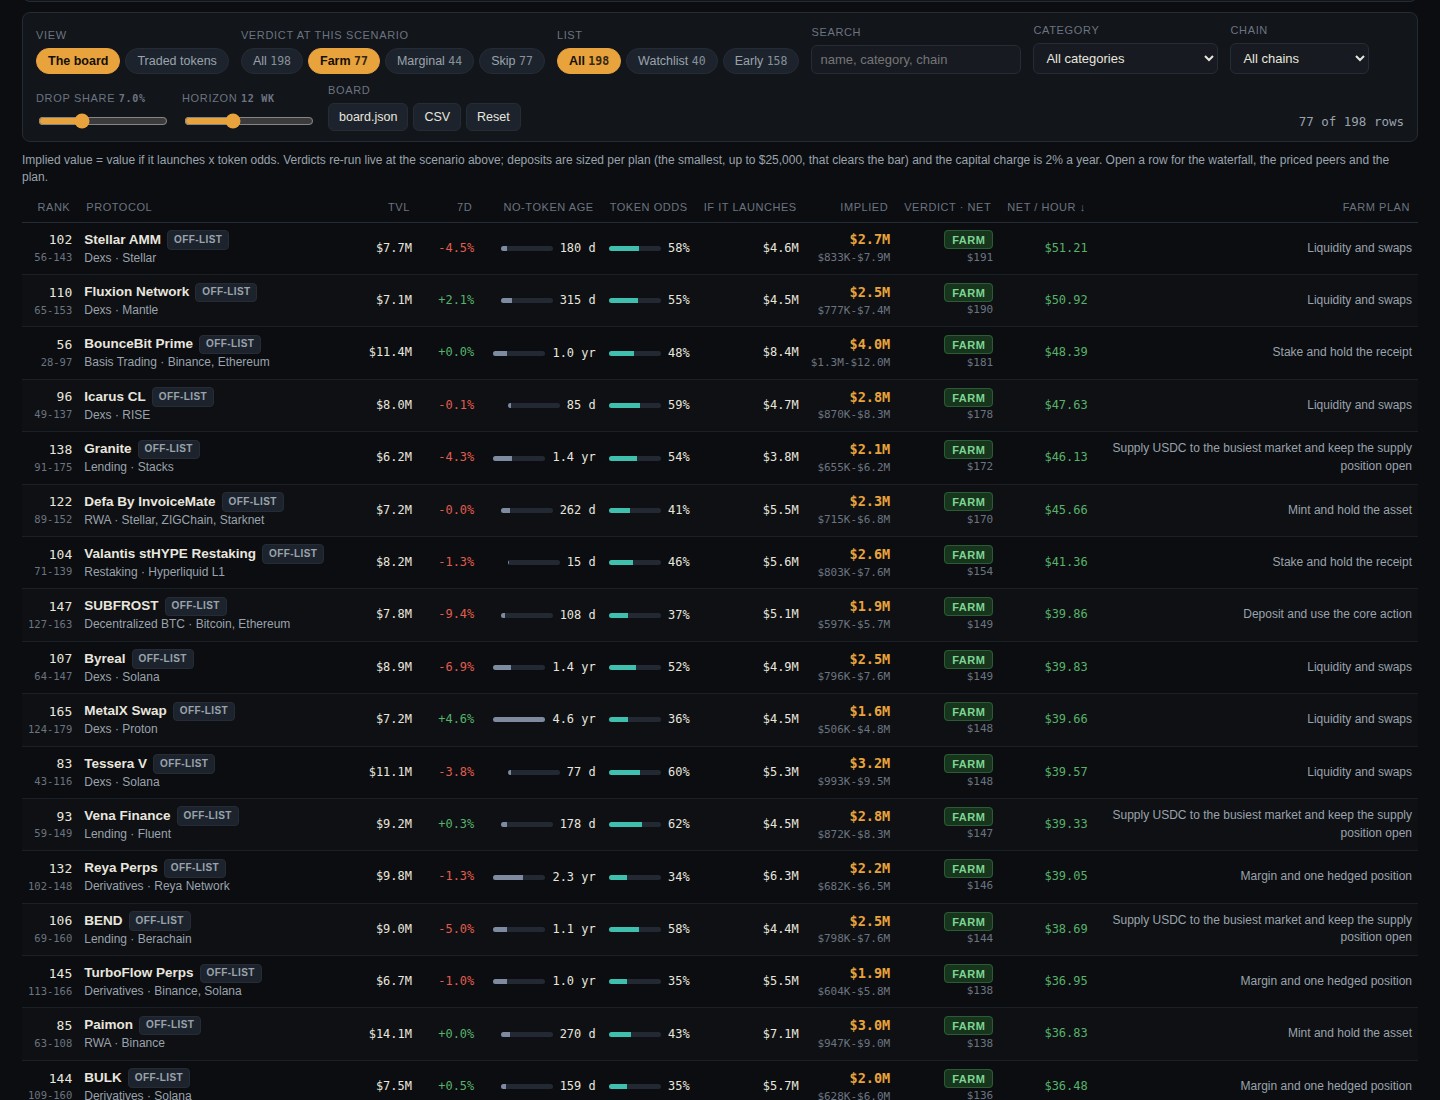 VIEW VERDICT AT THIS SCENARIO LIST SEARCH CATEGORY CHAIN
The board Traded tokens All 198 Farm 77 Marginal 44 Skip 77 All 198 Watchlist 40 Early 158 name, category, chain All categories All chains
DROP SHARE 7.0% HORIZON 12 WK BOARD
board.json CSV Reset 77 of 198 rows
Implied value = value if it launches x token odds. Verdicts re-run live at the scenario above; deposits are sized per plan (the smallest, up to $25,000, that clears the bar) and the capital charge is 2% a year. Open a row for the waterfall, the priced peers and the
plan.
RANK PROTOCOL TVL 7D NO-TOKEN AGE TOKEN ODDS IF IT LAUNCHES IMPLIED VERDICT · NET NET / HOUR ↓ FARM PLAN
102 Stellar AMM OFF-LIST $7.7M -4.5% 180 d 58% $4.6M $2.7M FARM $51.21 Liquidity and swaps
56-143 Dexs · Stellar $833K-$7.9M $191
110 Fluxion Network OFF-LIST $7.1M +2.1% 315 d 55% $4.5M $2.5M FARM $50.92 Liquidity and swaps
65-153 Dexs · Mantle $777K-$7.4M $190
56 BounceBit Prime OFF-LIST $11.4M +0.0% 1.0 yr 48% $8.4M $4.0M FARM $48.39 Stake and hold the receipt
28-97 Basis Trading · Binance, Ethereum $1.3M-$12.0M $181
96 Icarus CL OFF-LIST $8.0M -0.1% 85 d 59% $4.7M $2.8M FARM $47.63 Liquidity and swaps
49-137 Dexs · RISE $870K-$8.3M $178
138 Granite OFF-LIST $6.2M -4.3% 1.4 yr 54% $3.8M $2.1M FARM $46.13 Supply USDC to the busiest market and keep the supply
91-175 Lending · Stacks $655K-$6.2M $172 position open
122 Defa By InvoiceMate OFF-LIST $7.2M -0.0% 262 d 41% $5.5M $2.3M FARM $45.66 Mint and hold the asset
89-152 RWA · Stellar, ZIGChain, Starknet $715K-$6.8M $170
104 Valantis stHYPE Restaking OFF-LIST $8.2M -1.3% 15 d 46% $5.6M $2.6M FARM $41.36 Stake and hold the receipt
71-139 Restaking · Hyperliquid L1 $803K-$7.6M $154
147 SUBFROST OFF-LIST $7.8M -9.4% 108 d 37% $5.1M $1.9M FARM $39.86 Deposit and use the core action
127-163 Decentralized BTC · Bitcoin, Ethereum $597K-$5.7M $149
107 Byreal OFF-LIST $8.9M -6.9% 1.4 yr 52% $4.9M $2.5M FARM $39.83 Liquidity and swaps
64-147 Dexs · Solana $796K-$7.6M $149
165 MetalX Swap OFF-LIST $7.2M +4.6% 4.6 yr 36% $4.5M $1.6M FARM $39.66 Liquidity and swaps
124-179 Dexs · Proton $506K-$4.8M $148
83 Tessera V OFF-LIST $11.1M -3.8% 77 d 60% $5.3M $3.2M FARM $39.57 Liquidity and swaps
43-116 Dexs · Solana $993K-$9.5M $148
93 Vena Finance OFF-LIST $9.2M +0.3% 178 d 62% $4.5M $2.8M FARM $39.33 Supply USDC to the busiest market and keep the supply
59-149 Lending · Fluent $872K-$8.3M $147 position open
132 Reya Perps OFF-LIST $9.8M -1.3% 2.3 yr 34% $6.3M $2.2M FARM $39.05 Margin and one hedged position
102-148 Derivatives · Reya Network $682K-$6.5M $146
106 BEND OFF-LIST $9.0M -5.0% 1.1 yr 58% $4.4M $2.5M FARM $38.69 Supply USDC to the busiest market and keep the supply
69-160 Lending · Berachain $798K-$7.6M $144 position open
145 TurboFlow Perps OFF-LIST $6.7M -1.0% 1.0 yr 35% $5.5M $1.9M FARM $36.95 Margin and one hedged position
113-166 Derivatives · Binance, Solana $604K-$5.8M $138
85 Paimon OFF-LIST $14.1M +0.0% 270 d 43% $7.1M $3.0M FARM $36.83 Mint and hold the asset
63-108 RWA · Binance $947K-$9.0M $138
144 BULK OFF-LIST $7.5M +0.5% 159 d 35% $5.7M $2.0M FARM $36.48 Margin and one hedged position
109-160 Derivatives · Solana $628K-$6.0M $136